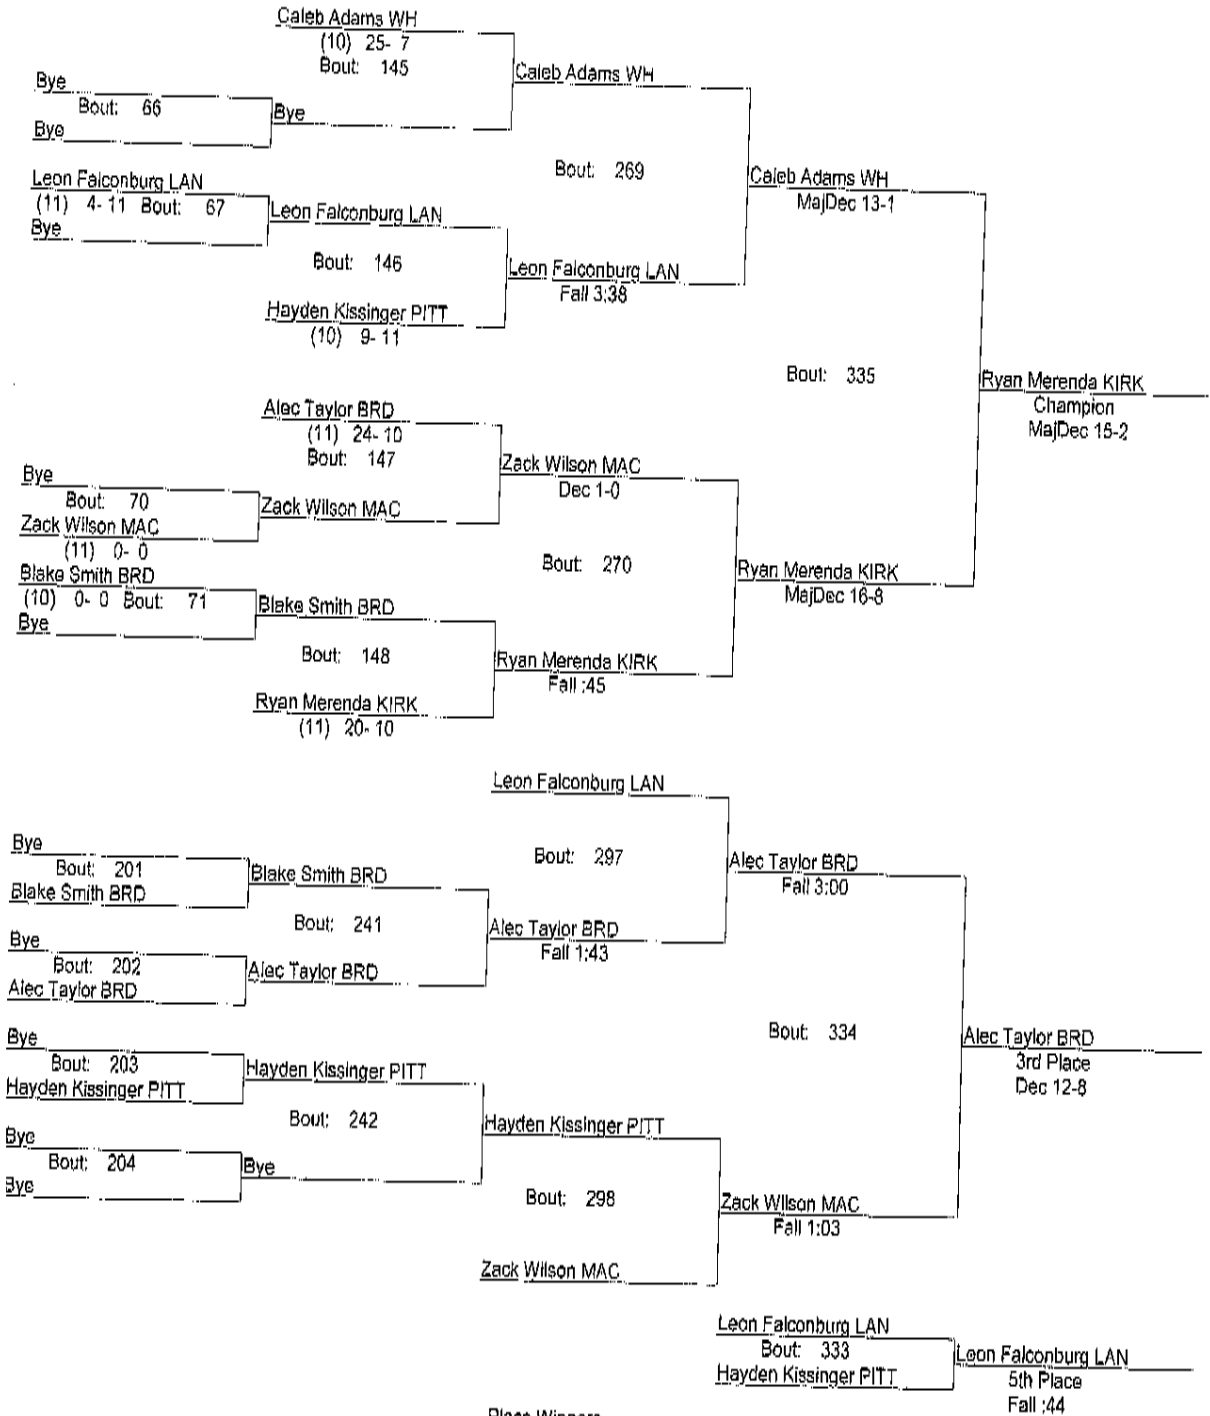 Caleb Adams WH
(10) 25- 7
Bout: 145
Caleb Adams WH
Bye
Bout: 66
Bye
Bye
Bout: 269
Caleb Adams WH
MajDec 13-1
Leon Falconburg LAN
(11) 4- 11 Bout: 67
Bye
Leon Falconburg LAN
Bout: 146
Leon Falconburg LAN
Fall 3:38
Hayden Kissinger PITT
(10) 9- 11
Bout: 335
Ryan Merenda KIRK
Champion
MajDec 15-2
Alec Taylor BRD
(11) 24- 10
Bout: 147
Zack Wilson MAC
Dec 1-0
Bye
Bout: 70
Zack Wilson MAC
(11) 0- 0
Zack Wilson MAC
Bout: 270
Ryan Merenda KIRK
MajDec 16-8
Blake Smith BRD
(10) 0- 0 Bout: 71
Bye
Blake Smith BRD
Bout: 148
Ryan Merenda KIRK
Fall :45
Ryan Merenda KIRK
(11) 20- 10
Leon Falconburg LAN
Bout: 297
Alec Taylor BRD
Fall 3:00
Bye
Bout: 201
Blake Smith BRD
Blake Smith BRD
Bout: 241
Alec Taylor BRD
Fall 1:43
Bye
Bout: 202
Alec Taylor BRD
Alec Taylor BRD
Bout: 334
Alec Taylor BRD
3rd Place
Dec 12-8
Bye
Bout: 203
Hayden Kissinger PITT
Hayden Kissinger PITT
Bout: 242
Hayden Kissinger PITT
Bye
Bout: 204
Bye
Bye
Bout: 298
Zack Wilson MAC
Fall 1:03
Zack Wilson MAC
Leon Falconburg LAN
Bout: 333
Hayden Kissinger PITT
Leon Falconburg LAN
5th Place
Fall :44
Place Winners